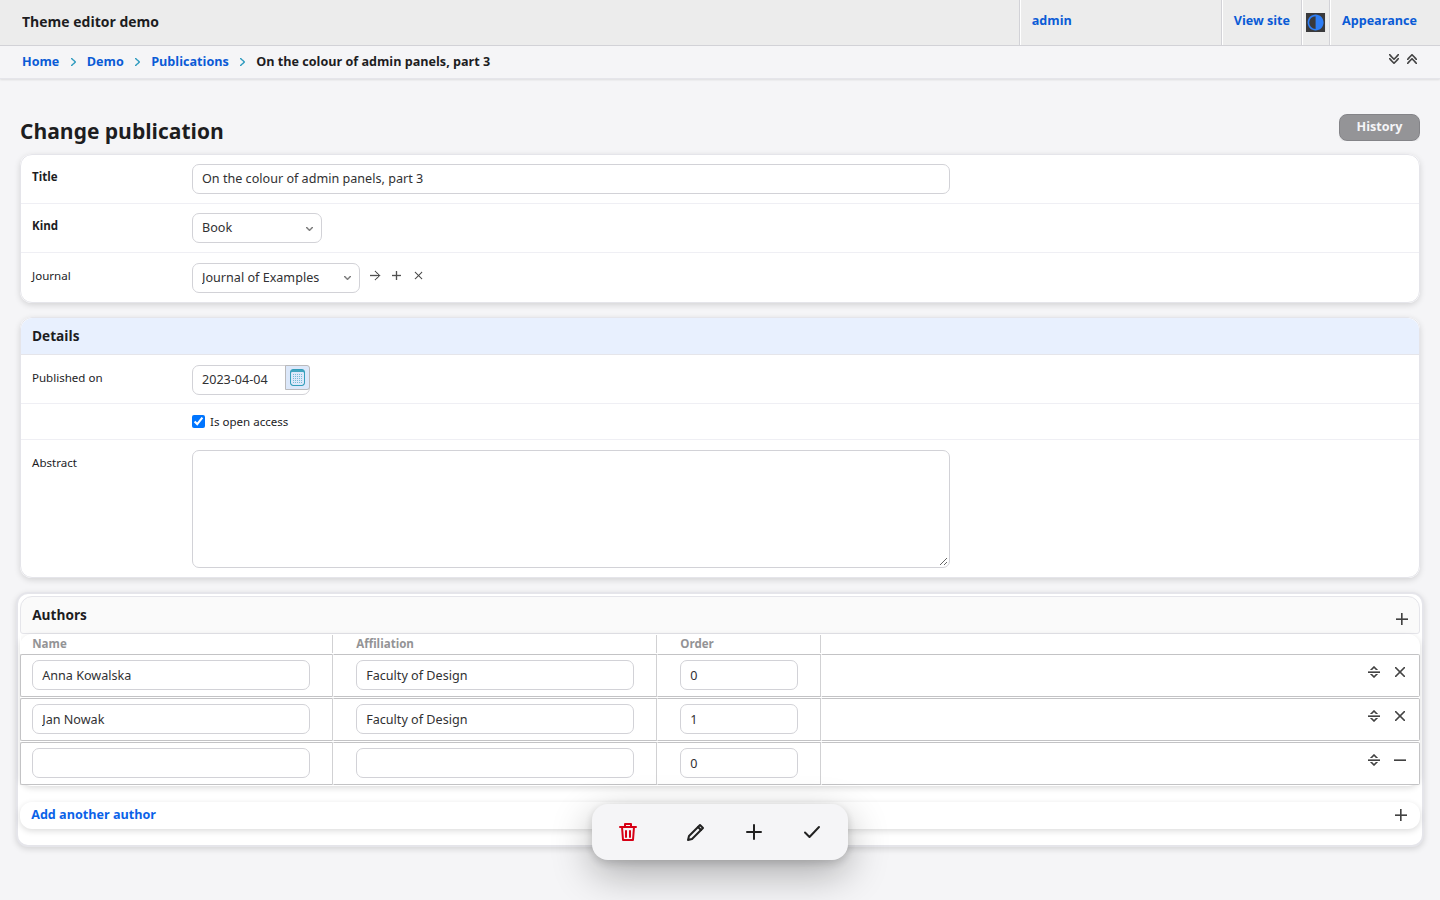 Theme editor demo
admin
View site
Appearance
Home > Demo > Publications > On the colour of admin panels, part 3
Change publication
History
Title
On the colour of admin panels, part 3
Kind
Book
Journal
Journal of Examples
Details
Published on
2023-04-04
Is open access
Abstract
Authors
Name Affiliation Order
Anna Kowalska Faculty of Design 0
Jan Nowak Faculty of Design 1
0
Add another author